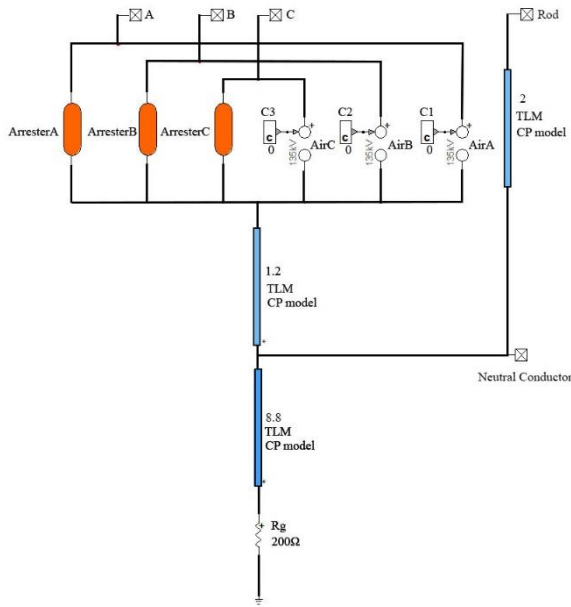 A
B
C
Rod
ArresterA
ArresterB
ArresterC
C3
c
0
AirC
135kV
C2
c
0
AirB
135kV
C1
c
0
AirA
135kV
2
TLM
CP model
1.2
TLM
CP model
Neutral Conductor
8.8
TLM
CP model
Rg
200Ω